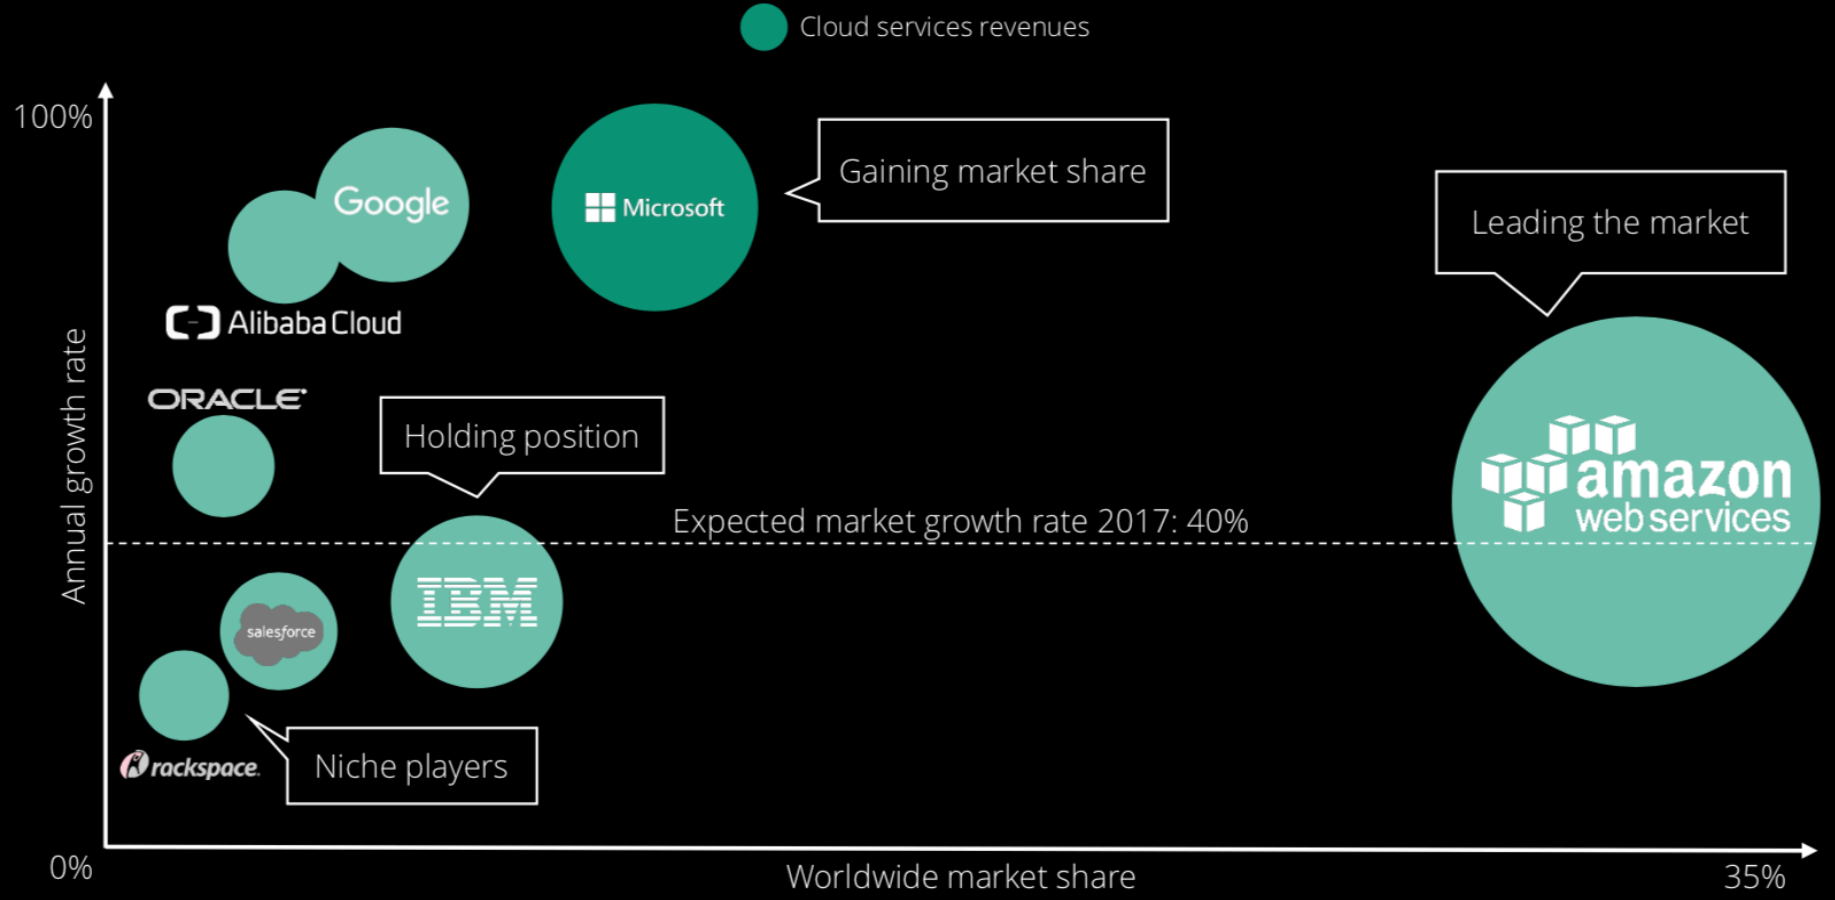 Cloud services revenues
100%
Google
Microsoft
Gaining market share
Leading the market
Alibaba Cloud
ORACLE
Holding position
amazon
web services
Expected market growth rate 2017: 40%
Annual growth rate
IBM
salesforce
rackspace
Niche players
0%
Worldwide market share
35%